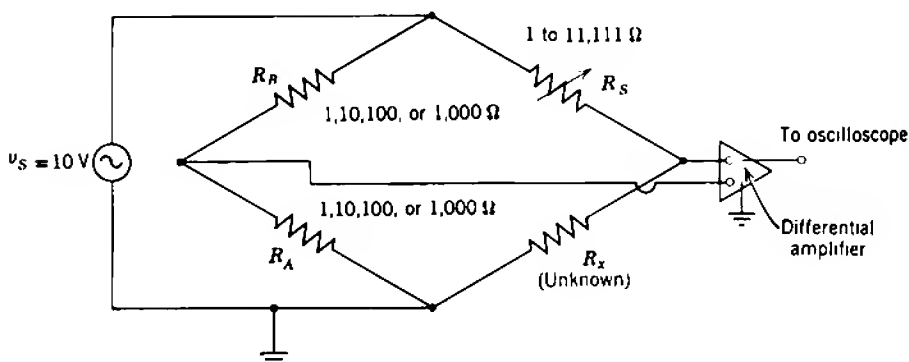 1 to 11,111 Ω
R_B
R_S
1,10,100, or 1,000 Ω
To oscilloscope
υ_S = 10 V
1,10,100, or 1,000 Ω
Differential
amplifier
R_A
R_x
(Unknown)